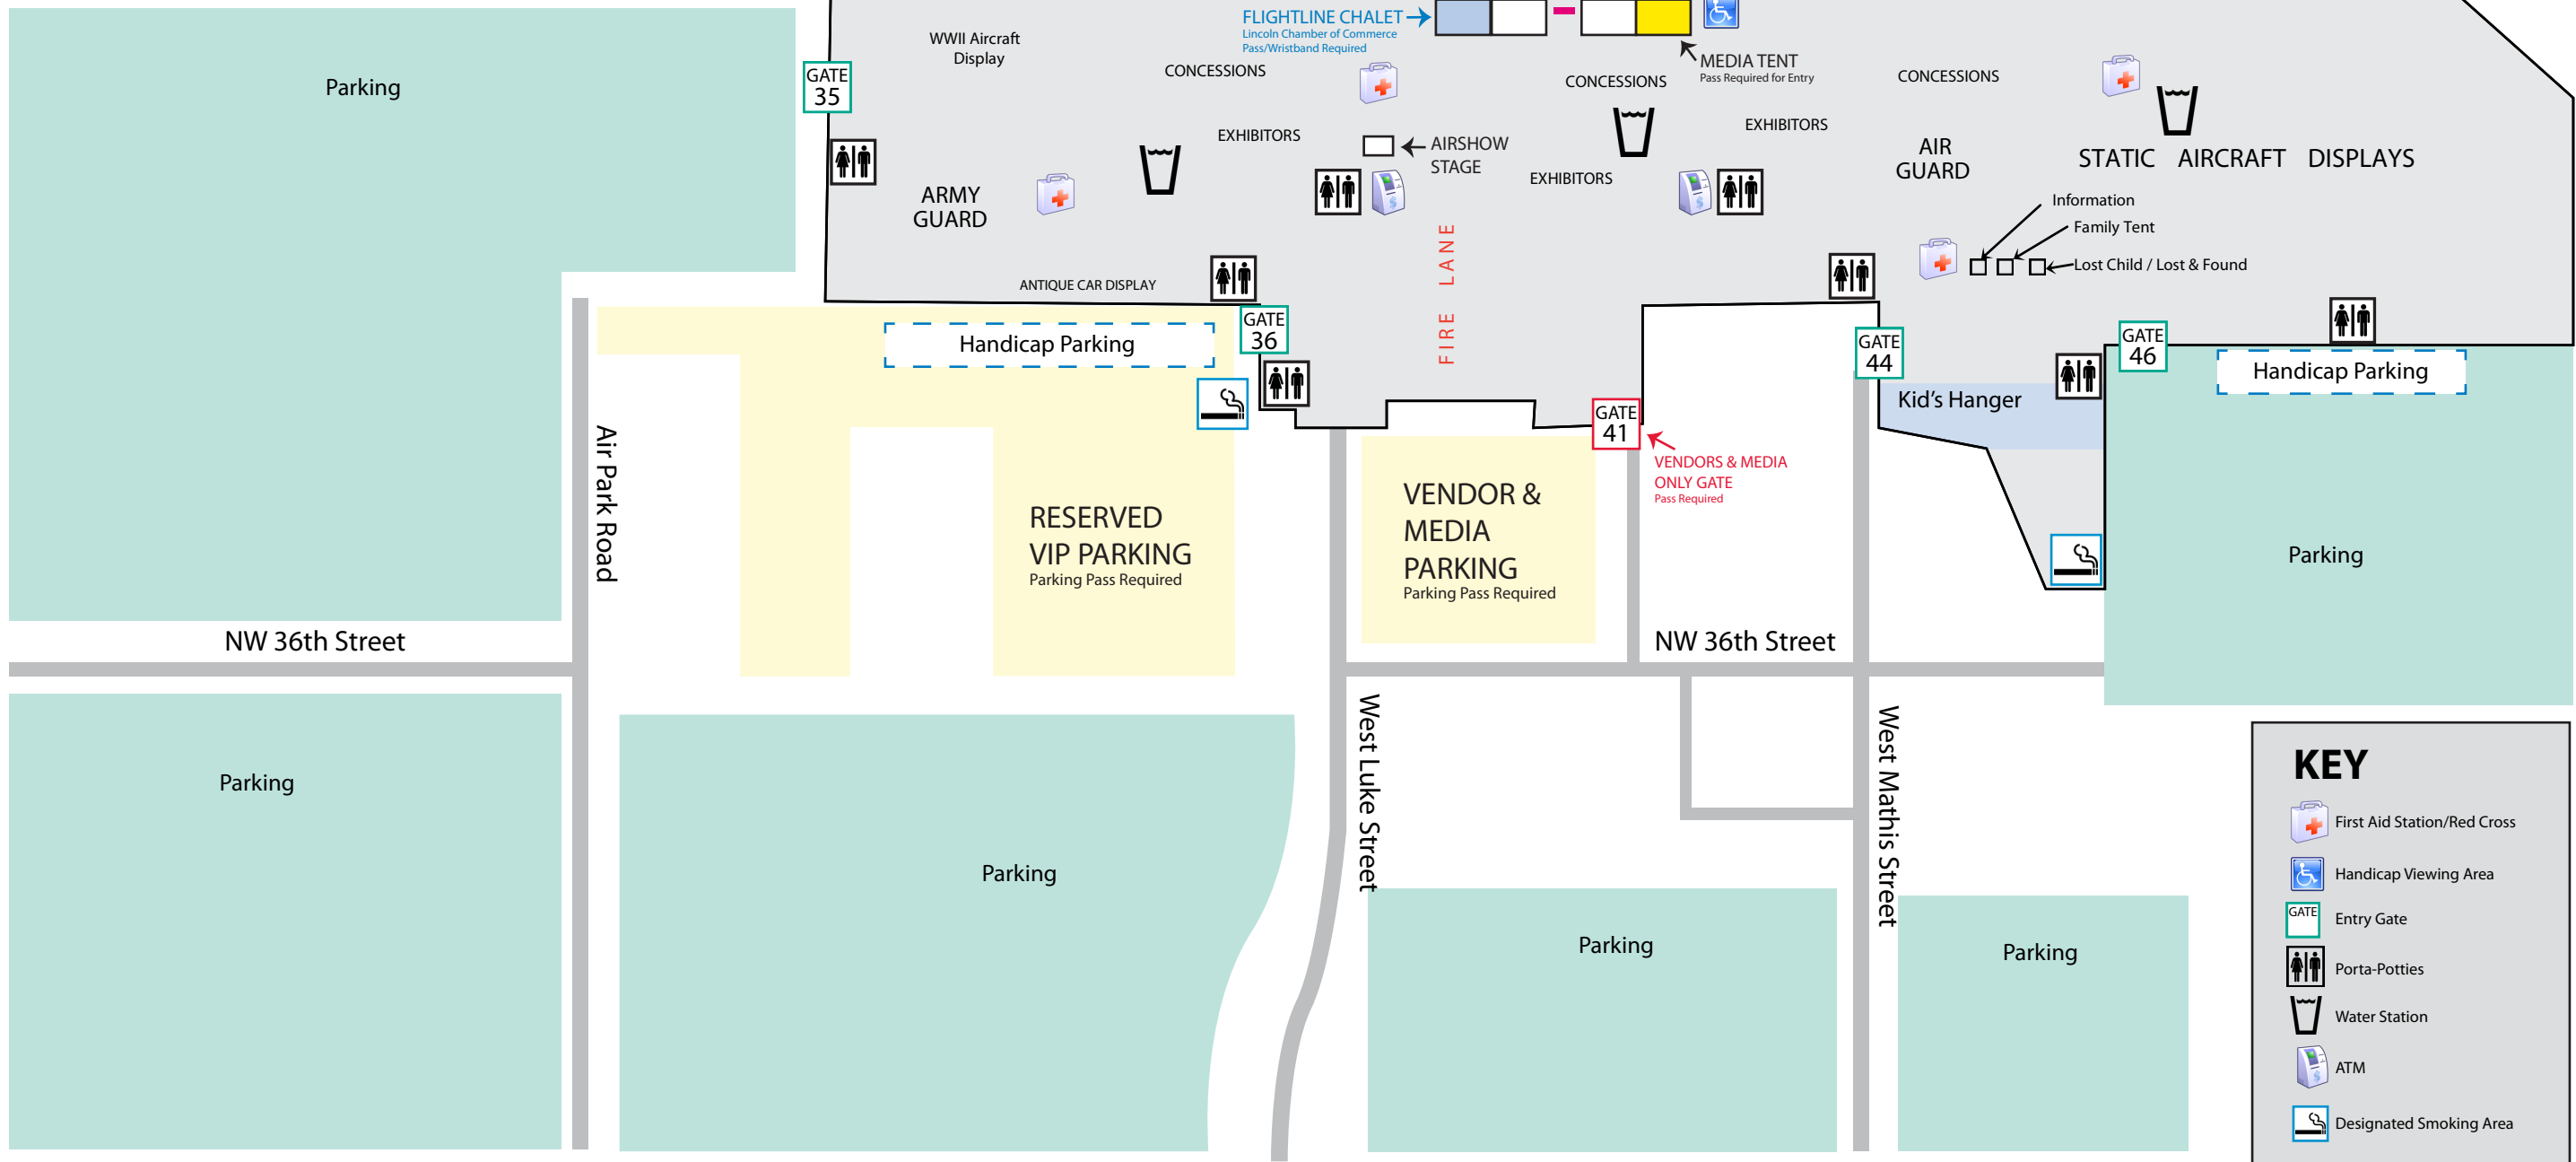 FLIGHTLINE CHALET
Lincoln Chamber of Commerce
Pass/Wristband Required
WWII Aircraft
Display
MEDIA TENT
Pass Required for Entry
CONCESSIONS
CONCESSIONS
CONCESSIONS
GATE
35
Parking
EXHIBITORS
EXHIBITORS
AIRSHOW
STAGE
EXHIBITORS
AIR
GUARD
STATIC AIRCRAFT DISPLAYS
ARMY
GUARD
Information
Family Tent
Lost Child / Lost & Found
FIRE LANE
ANTIQUE CAR DISPLAY
Handicap Parking
GATE
36
GATE
44
GATE
46
Handicap Parking
Kid's Hanger
GATE
41
VENDORS & MEDIA
ONLY GATE
Pass Required
Air Park Road
RESERVED
VIP PARKING
Parking Pass Required
VENDOR &
MEDIA
PARKING
Parking Pass Required
Parking
NW 36th Street
NW 36th Street
West Luke Street
West Mathis Street
Parking
Parking
Parking
Parking
KEY
First Aid Station/Red Cross
Handicap Viewing Area
GATE
Entry Gate
Porta-Potties
Water Station
ATM
Designated Smoking Area